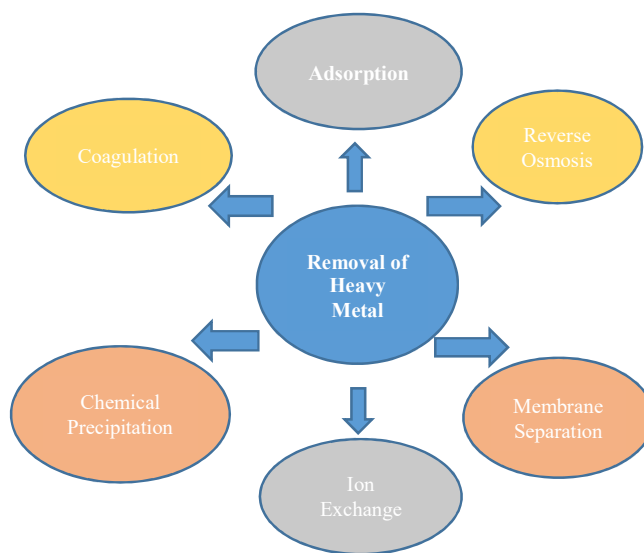 Adsorption
Coagulation
Reverse
Osmosis
Removal of
Heavy
Metal
Chemical
Precipitation
Membrane
Separation
Ion
Exchange